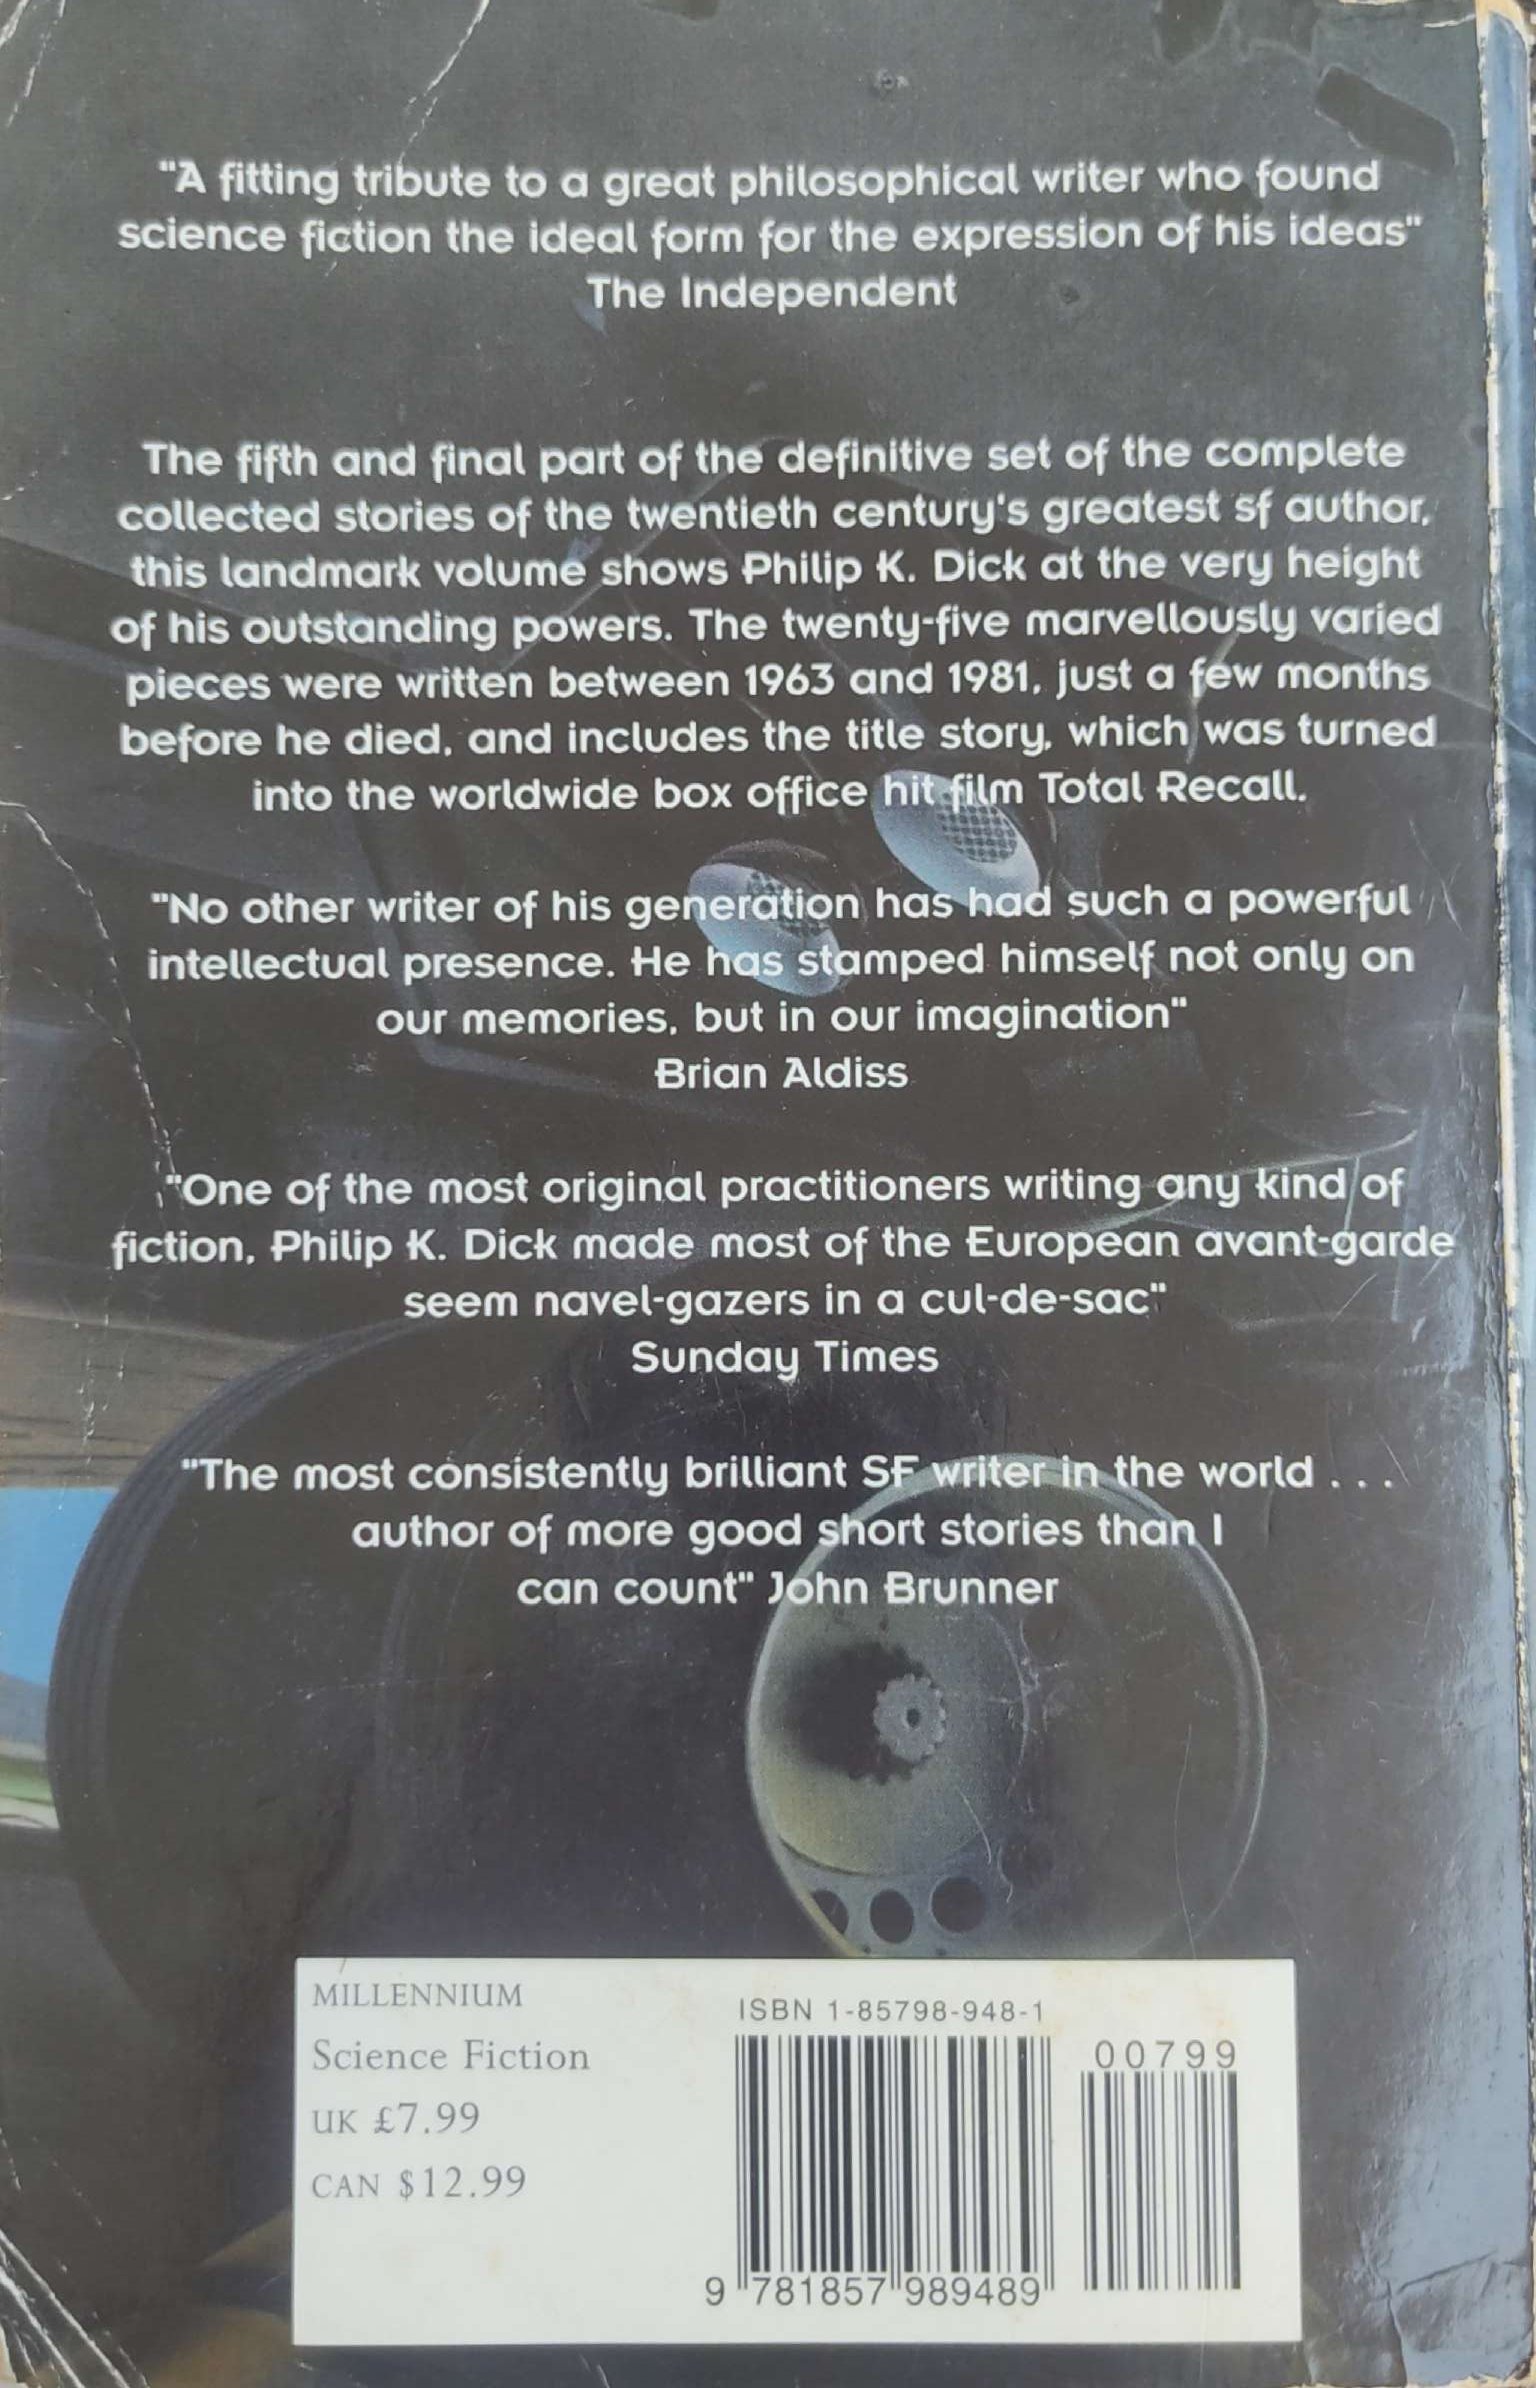 "A fitting tribute to a great philosophical writer who found
science fiction the ideal form for the expression of his ideas"
The Independent
The fifth and final part of the definitive set of the complete
collected stories of the twentieth century's greatest sf author,
this landmark volume shows Philip K. Dick at the very height
of his outstanding powers. The twenty-five marvellously varied
pieces were written between 1963 and 1981, just a few months
before he died, and includes the title story, which was turned
into the worldwide box office hit film Total Recall.
"No other writer of his generation has had such a powerful
intellectual presence. He has stamped himself not only on
our memories, but in our imagination"
Brian Aldiss
"One of the most original practitioners writing any kind of
fiction, Philip K. Dick made most of the European avant-garde
seem navel-gazers in a cul-de-sac"
Sunday Times
"The most consistently brilliant SF writer in the world . . .
author of more good short stories than I
can count" John Brunner
MILLENNIUM
Science Fiction
UK £7.99
CAN $12.99
ISBN 1-85798-948-1
00799
9 781857 989489